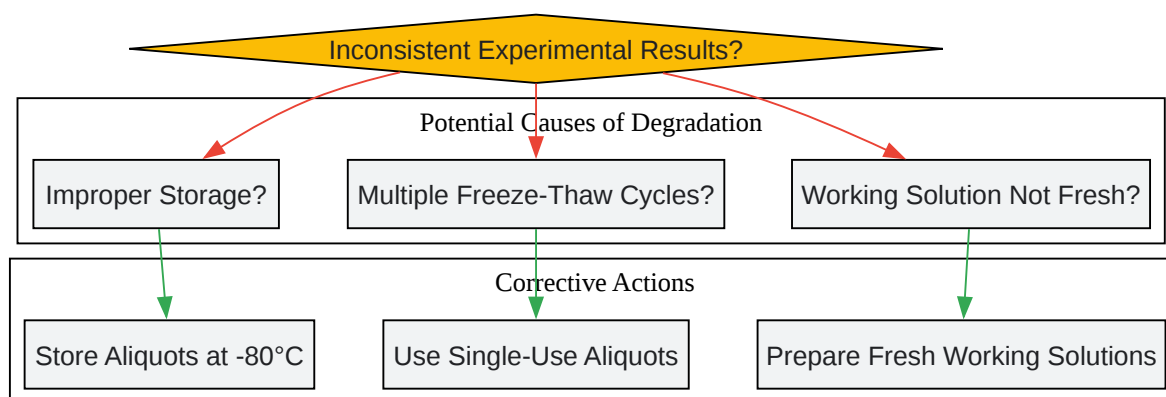 Inconsistent Experimental Results?
Potential Causes of Degradation
Improper Storage?
Multiple Freeze-Thaw Cycles?
Working Solution Not Fresh?
Corrective Actions
Store Aliquots at -80°C
Use Single-Use Aliquots
Prepare Fresh Working Solutions